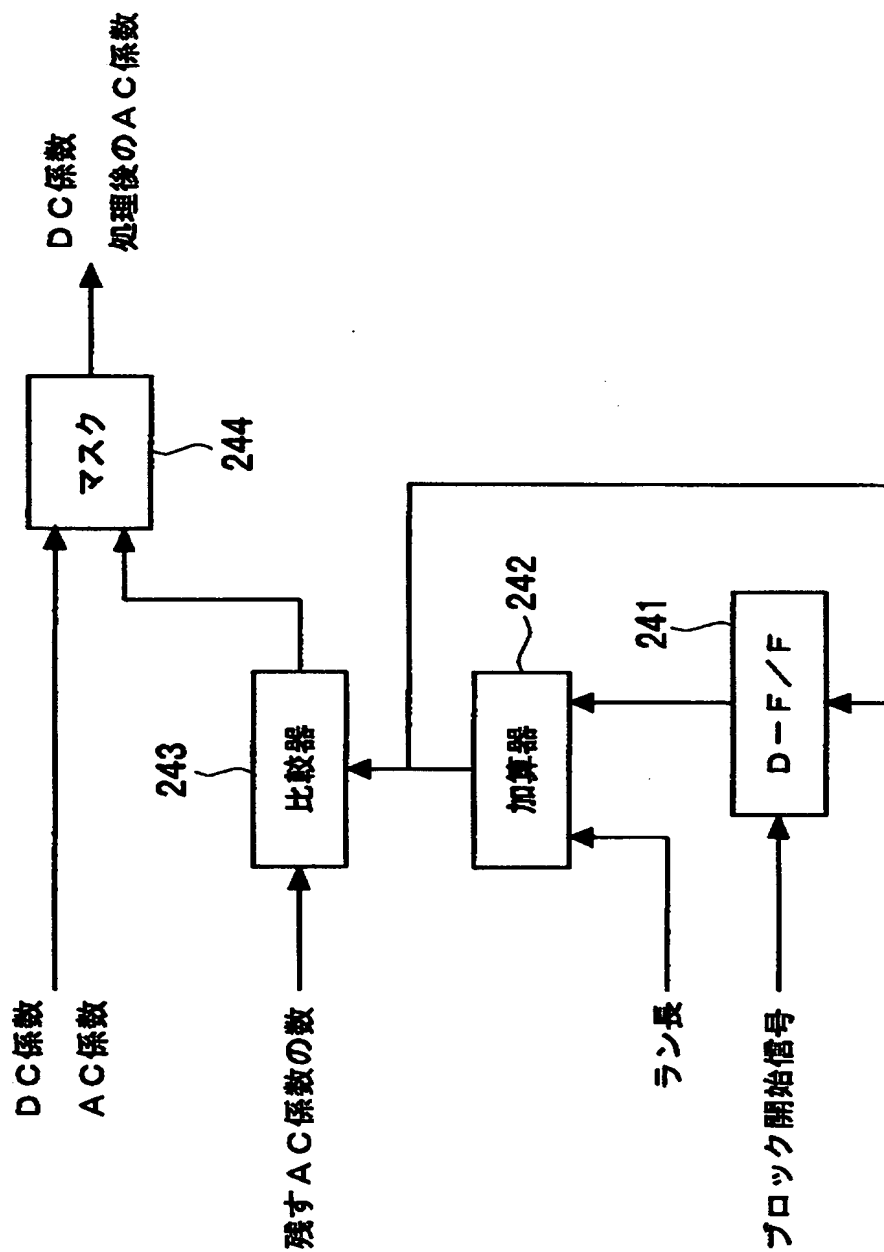 DC係数
AC係数
マスク
244
DC係数
処理後のAC係数
残すAC係数の数
243
比較器
ラン長
加算器
242
ブロック開始信号
241
D-F/F